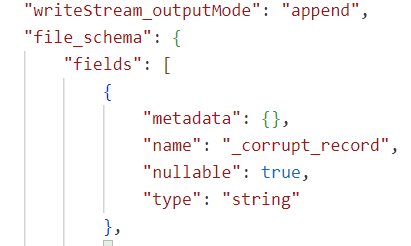 "writeStream_outputMode": "append",
"file_schema": {
"fields": [
{
"metadata": {},
"name": "_corrupt_record",
"nullable": true,
"type": "string"
},